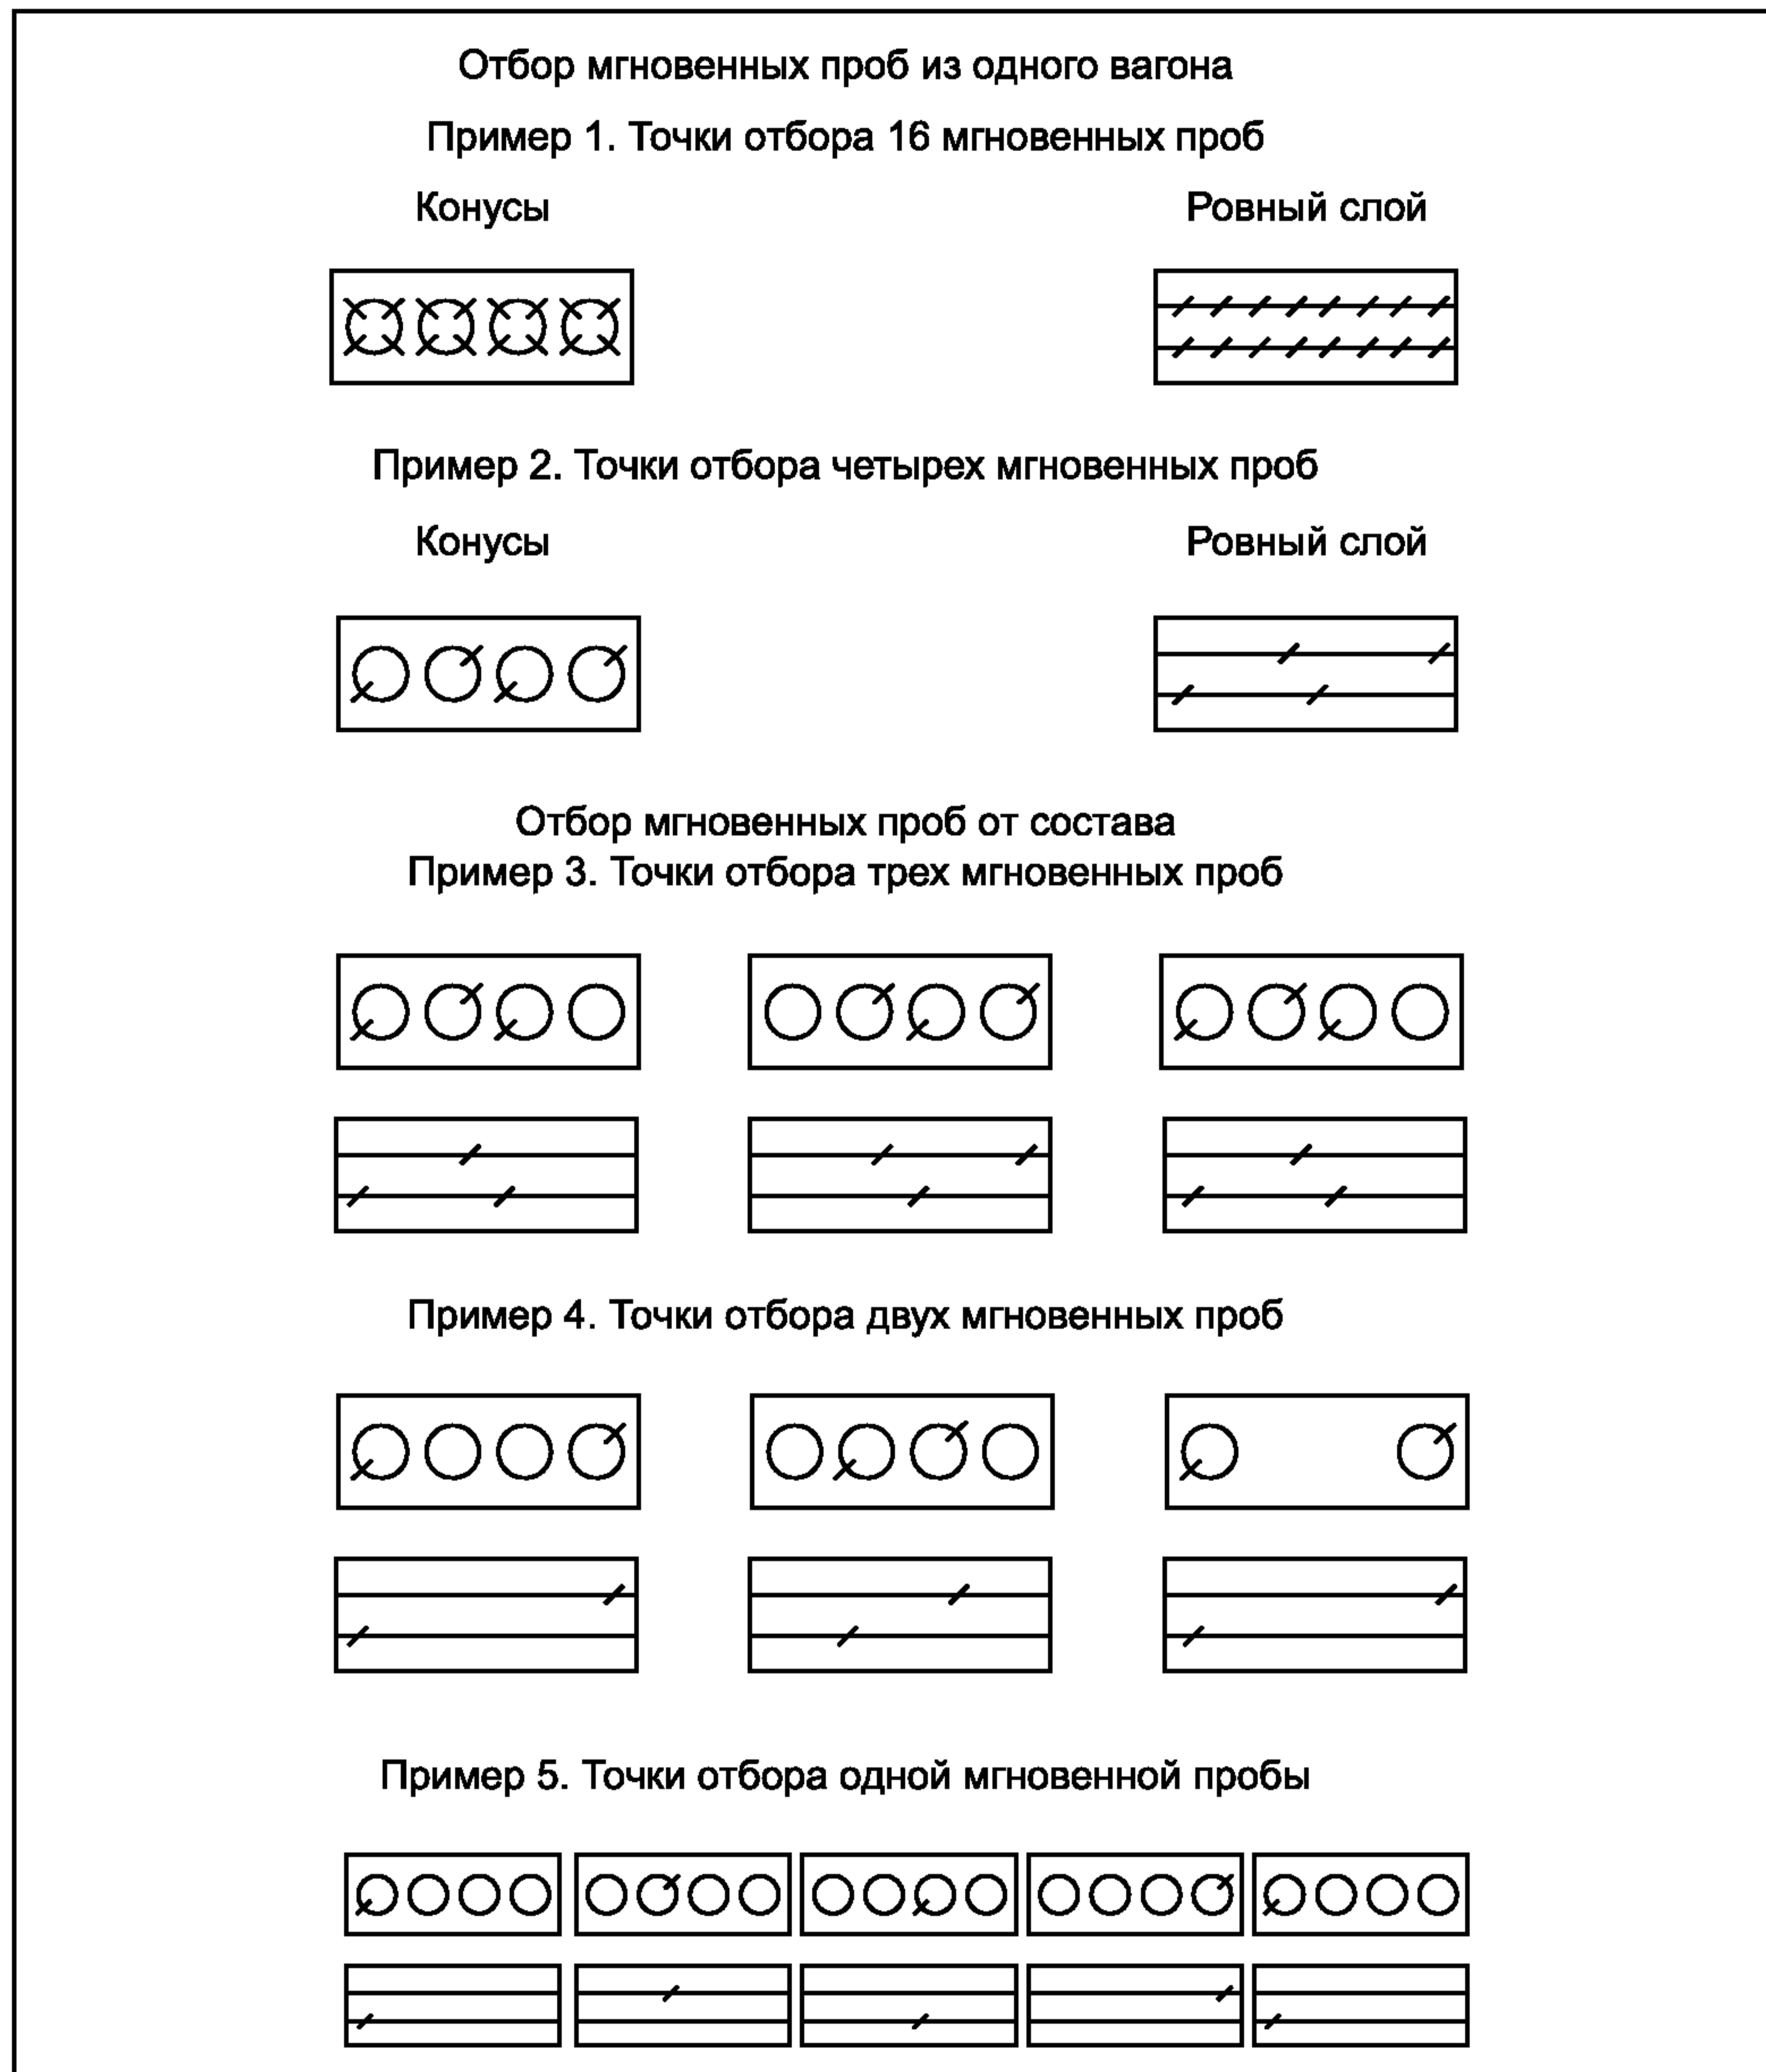 Отбор мгновенных проб из одного вагона
Пример 1. Точки отбора 16 мгновенных проб
Конусы Ровный слой
Пример 2. Точки отбора четырех мгновенных проб
Конусы Ровный слой
Отбор мгновенных проб от состава
Пример 3. Точки отбора трех мгновенных проб
Пример 4. Точки отбора двух мгновенных проб
Пример 5. Точки отбора одной мгновенной пробы